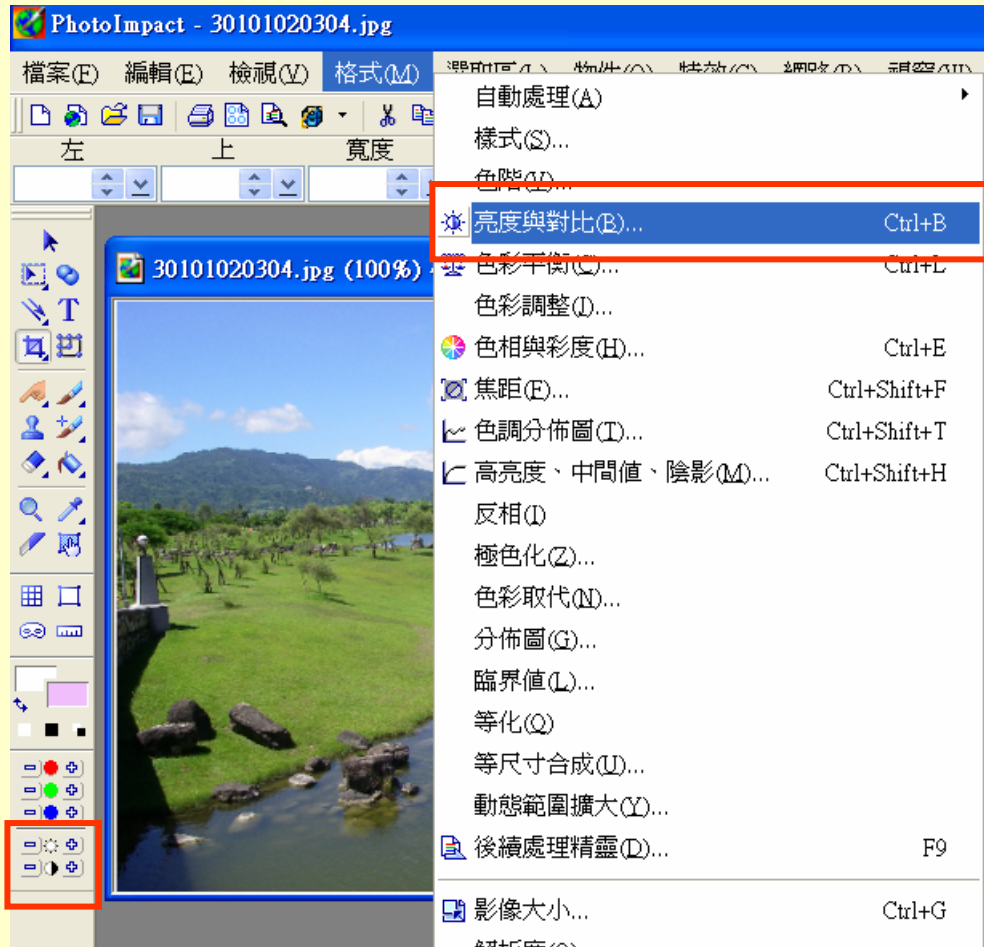 PhotoImpact - 30101020304.jpg
檔案(F) 編輯(E) 檢視(V) 格式(M)
左 上 寬度
自動處理(A)
樣式(S)...
色階(V)...
亮度與對比(B)... Ctrl+B
色彩平衡(C)... Ctrl+L
色彩調整(J)...
色相與彩度(H)... Ctrl+E
焦距(F)... Ctrl+Shift+F
色調分佈圖(T)... Ctrl+Shift+T
高亮度、中間值、陰影(M)... Ctrl+Shift+H
反相(I)
極色化(Z)...
色彩取代(N)...
分佈圖(G)...
臨界值(L)...
等化(Q)
等尺寸合成(U)...
動態範圍擴大(Y)...
後續處理精靈(D)... F9
影像大小... Ctrl+G
30101020304.jpg (100%)
T